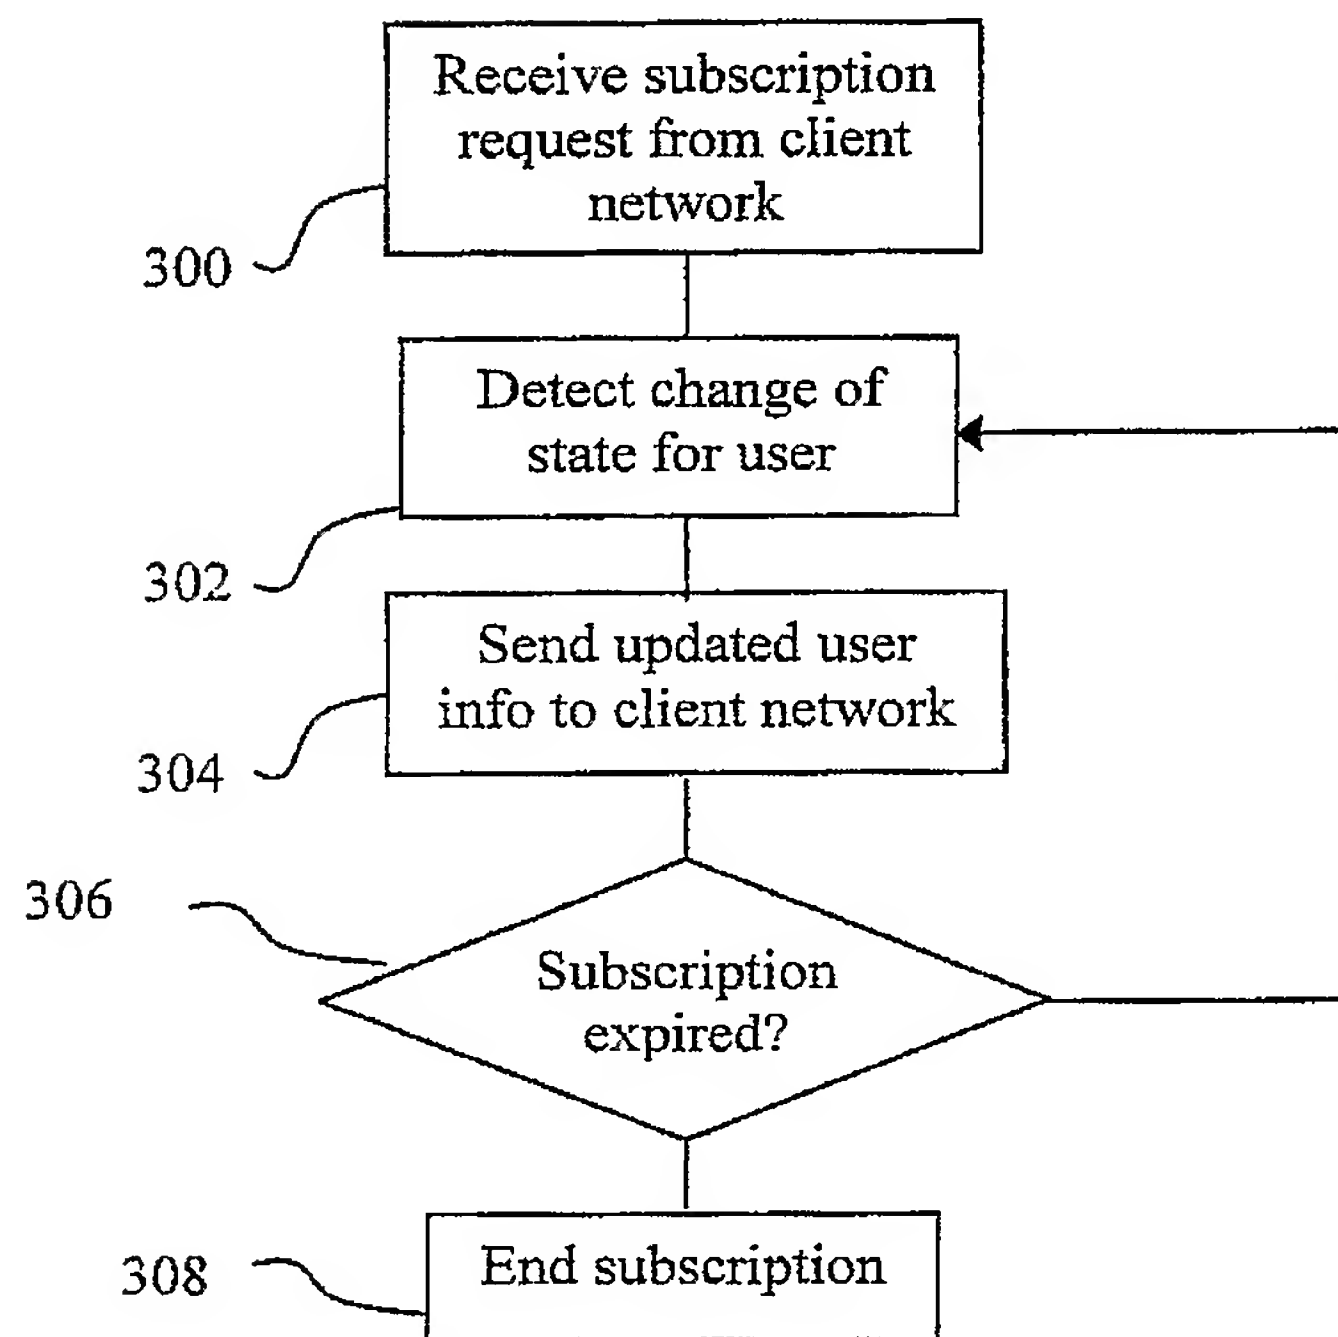 Receive subscription
request from client
network
300
Detect change of
state for user
302
Send updated user
info to client network
304
306
Subscription
expired?
308
End subscription